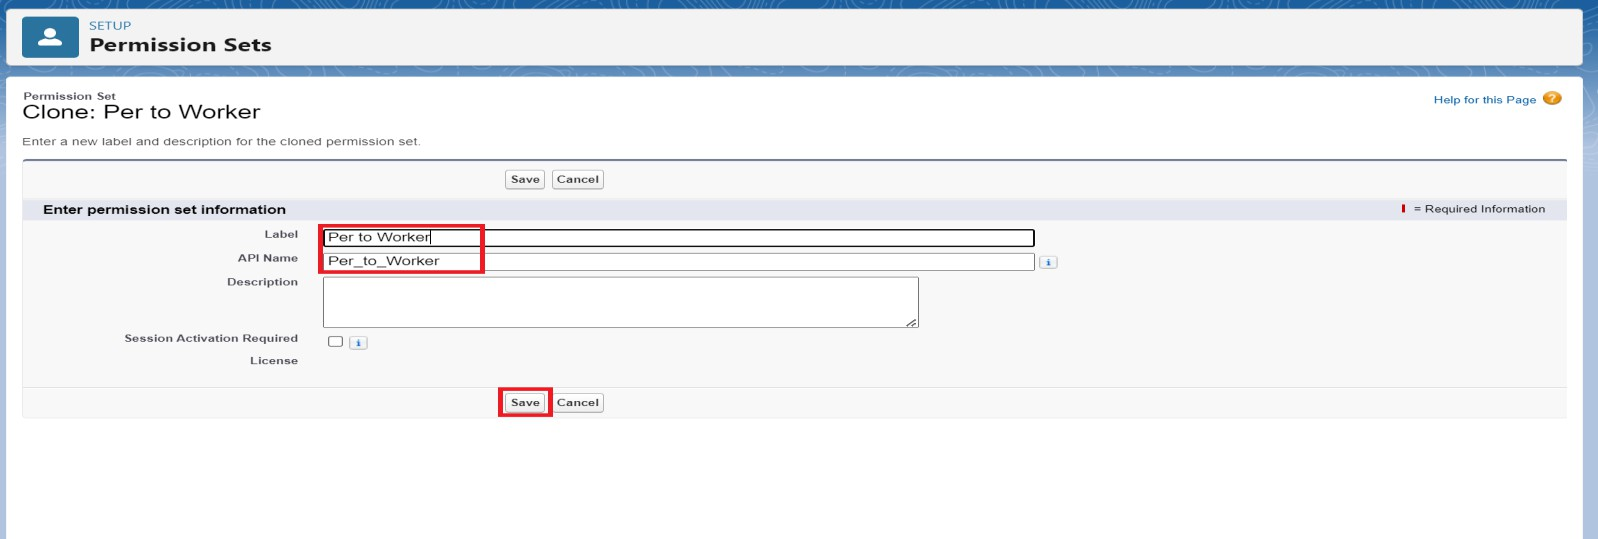 SETUP
Permission Sets
Permission Set
Clone: Per to Worker
Help for this Page ?
Enter a new label and description for the cloned permission set.
Save Cancel
Enter permission set information
= Required Information
Label Per to Worker
API Name Per_to_Worker i
Description
Session Activation Required i
License
Save Cancel